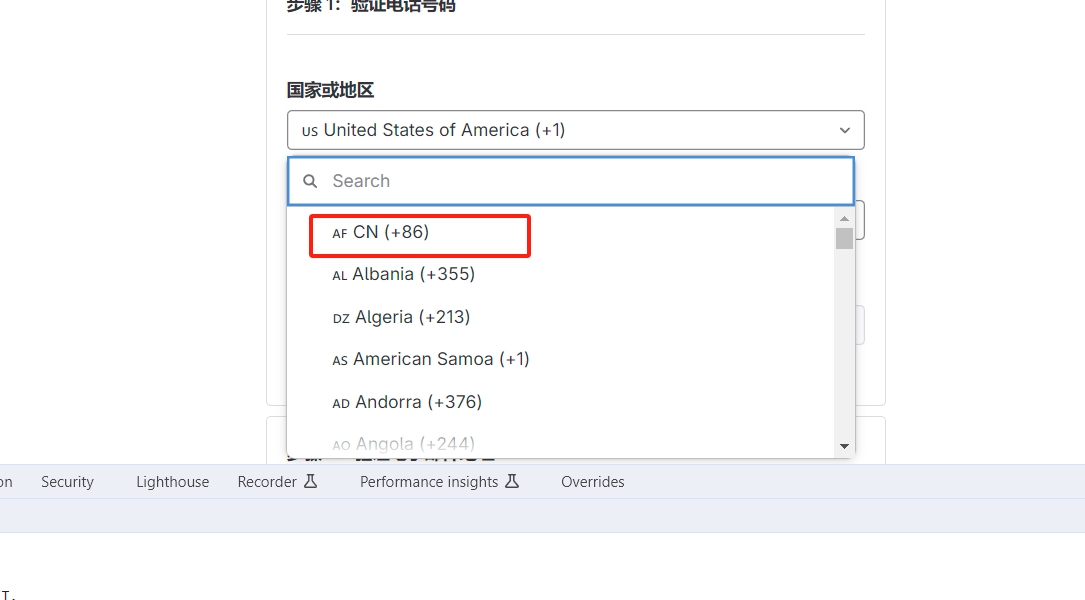 步骤 1：验证电话号码
国家或地区
US United States of America (+1)
Search
AF CN (+86)
AL Albania (+355)
DZ Algeria (+213)
AS American Samoa (+1)
AD Andorra (+376)
AO Angola (+244)
on Security Lighthouse Recorder Performance insights Overrides